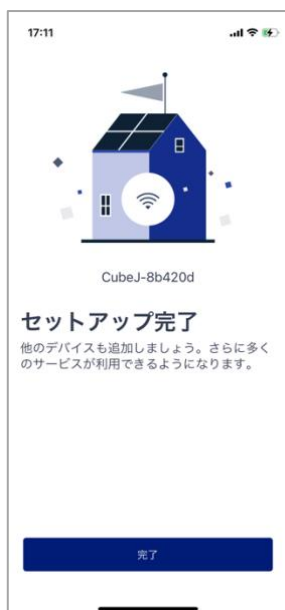 17:11
CubeJ-8b420d
セットアップ完了
他のデバイスも追加しましょう。さらに多く
のサービスが利用できるようになります。
完了